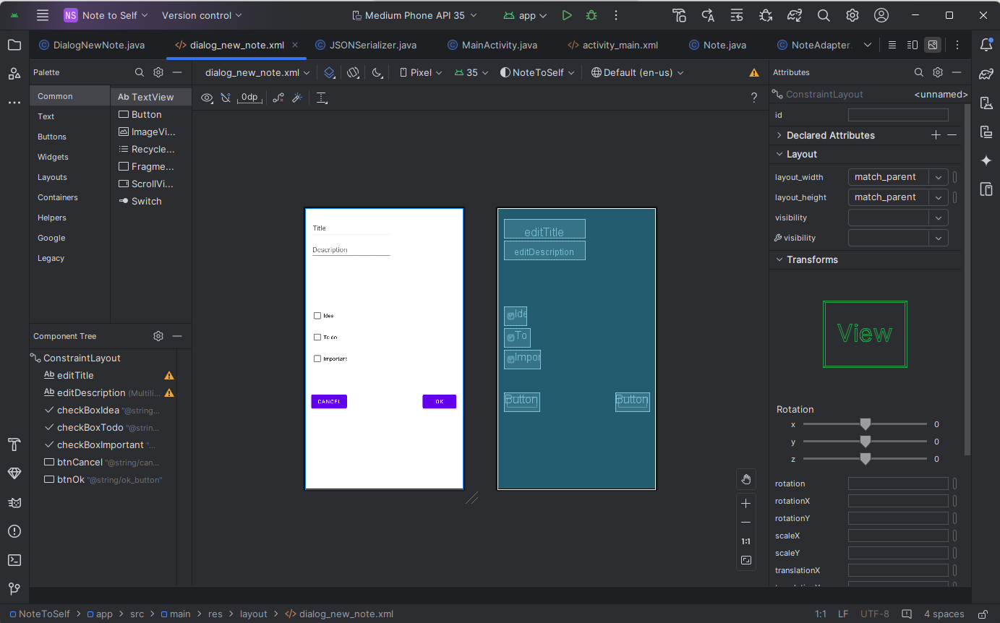 NS Note to Self Version control Medium Phone API 35 app
DialogNewNote.java dialog_new_note.xml JSONSerializer.java MainActivity.java activity_main.xml Note.java NoteAdapter.
Palette
dialog_new_note.xml Pixel 35 NoteToSelf Default (en-us)
Attributes
0dp ?
ConstraintLayout <unnamed>
Common
Text
Buttons
Widgets
Layouts
Containers
Helpers
Google
Legacy
Ab TextView
Button
ImageVi...
Recycle...
Fragme...
ScrollVi...
Switch
Component Tree
ConstraintLayout
Ab editTitle
Ab editDescription (Multili...
checkBoxIdea "@string...
checkBoxTodo "@strin...
checkBoxImportant "...
btnCancel "@string/can...
btnOk "@string/ok_button"
Title
Description
Idea
To do
Important
CANCEL OK
editTitle
editDescription
Ide
To
Impor
Button Button
1:1
id
Declared Attributes
Layout
layout_width match_parent
layout_height match_parent
visibility
visibility
Transforms
View
Rotation
x 0
y 0
z 0
rotation
rotationX
rotationY
scaleX
scaleY
translationX
NoteToSelf > app > src > main > res > layout > dialog_new_note.xml 1:1 LF UTF-8 4 spaces